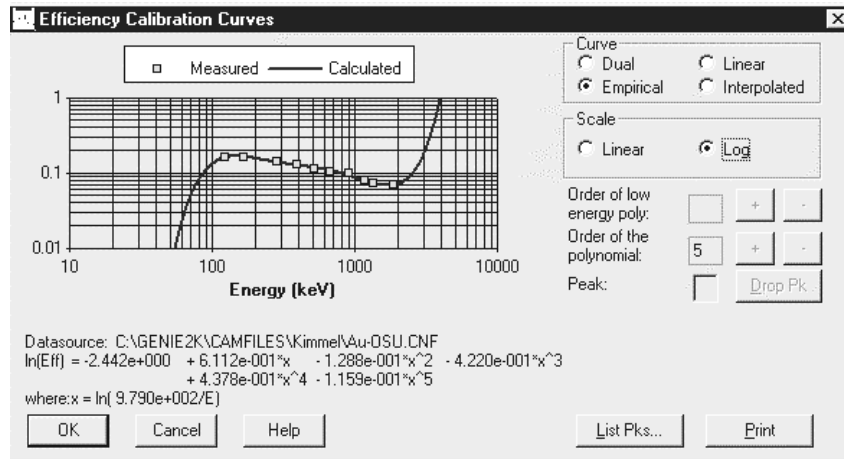 Efficiency Calibration Curves
Measured Calculated
1
0.1
0.01
10 100 1000 10000
Energy (keV)
Curve
Dual Linear
Empirical Interpolated
Scale
Linear Log
Order of low
energy poly:
+ -
Order of the
polynomial:
5 + -
Peak:
Drop Pk
Datasource: C:\GENIE2K\CAMFILES\Kimmel\Au-OSU.CNF
ln(Eff) = -2.442e+000 + 6.112e-001*x - 1.288e-001*x^2 - 4.220e-001*x^3
+ 4.378e-001*x^4 - 1.159e-001*x^5
where:x = ln( 9.790e+002/E)
OK Cancel Help List Pks... Print